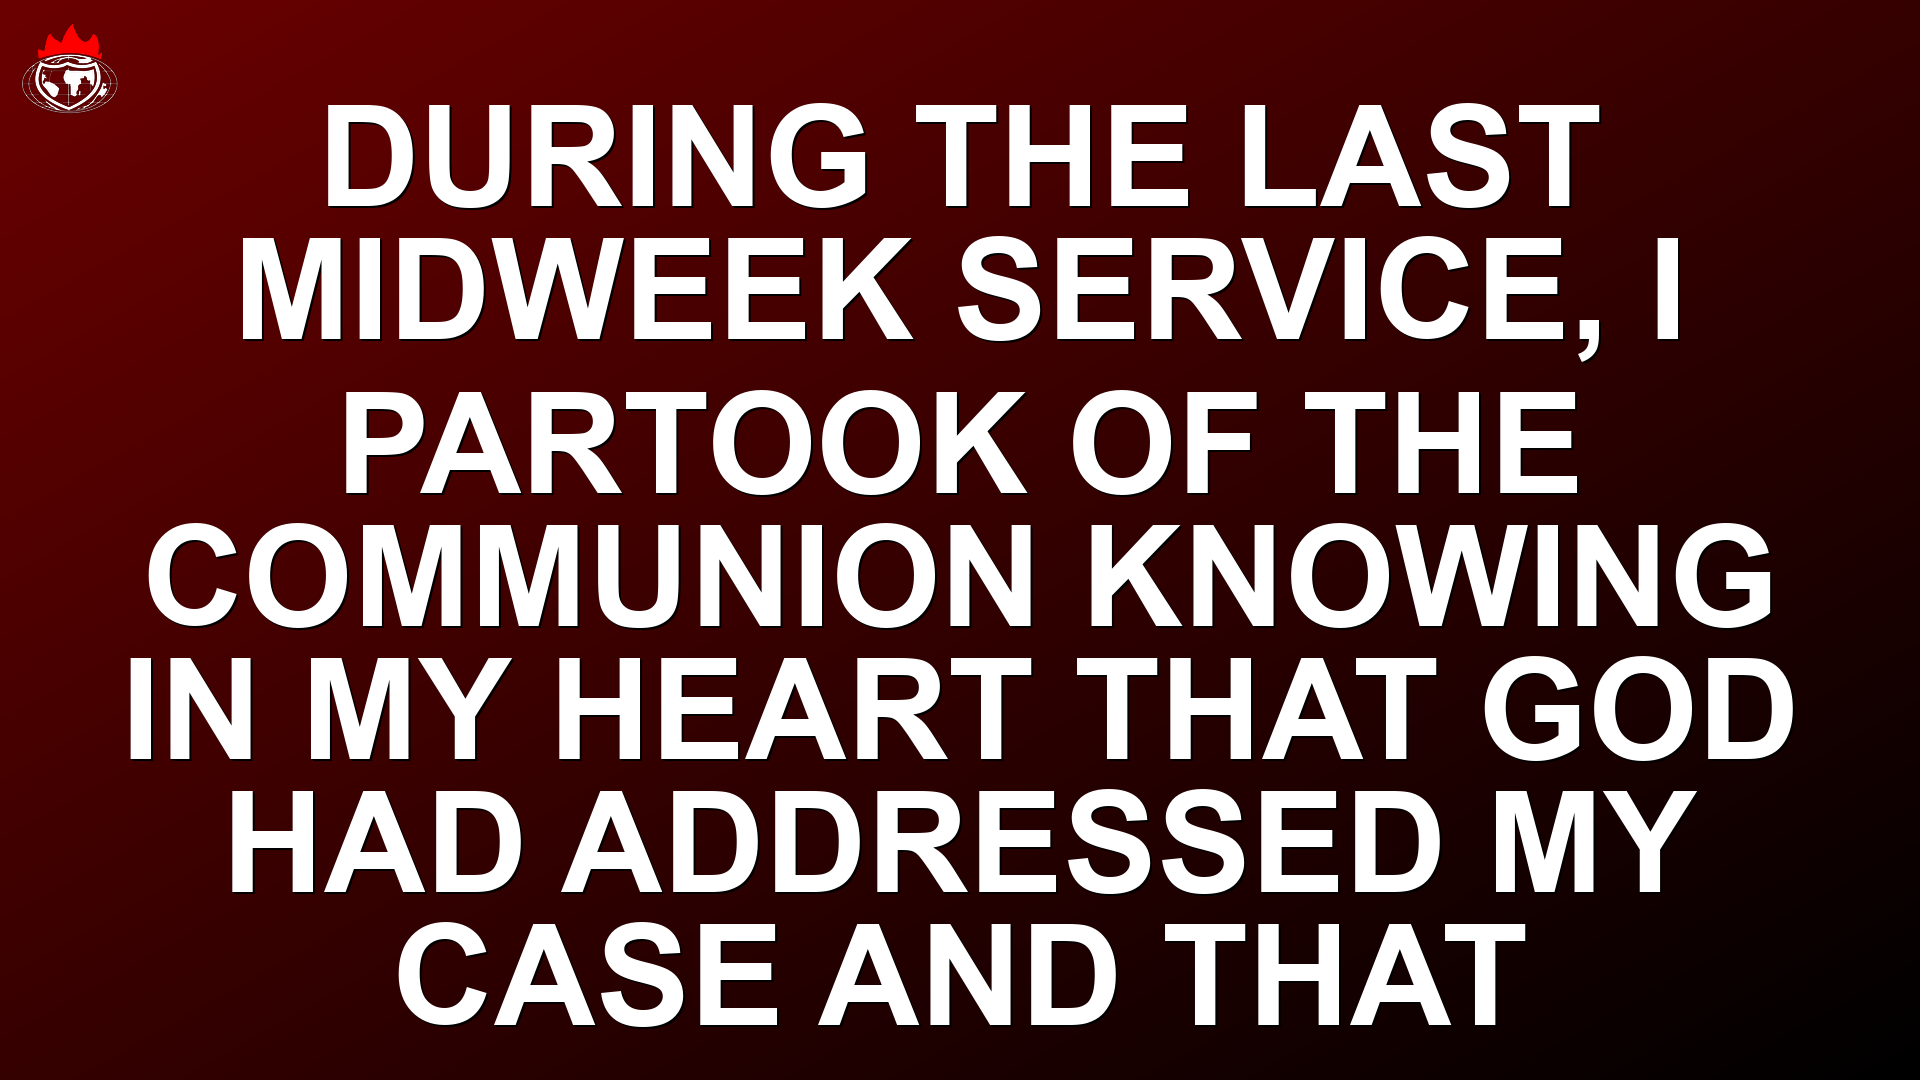 DURING THE LAST
MIDWEEK SERVICE, I
PARTOOK OF THE
COMMUNION KNOWING
IN MY HEART THAT GOD
HAD ADDRESSED MY
CASE AND THAT